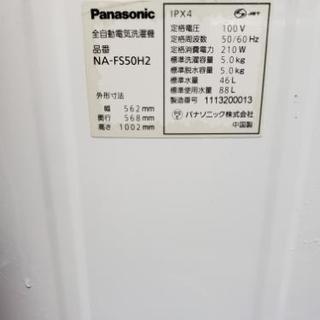 Panasonic
全自動電気洗濯機
品番
NA-FS50H2
外形寸法
幅 562mm
奥行 568mm
高さ 1002mm
IPX4
JET
定格電圧 100V
定格周波数 50/60Hz
定格消費電力 210W
標準洗濯容量 5.0kg
標準脱水容量 5.0kg
標準水量 46L
標準使用水量 88L
製造番号 1113200013
パナソニック株式会社
中国製